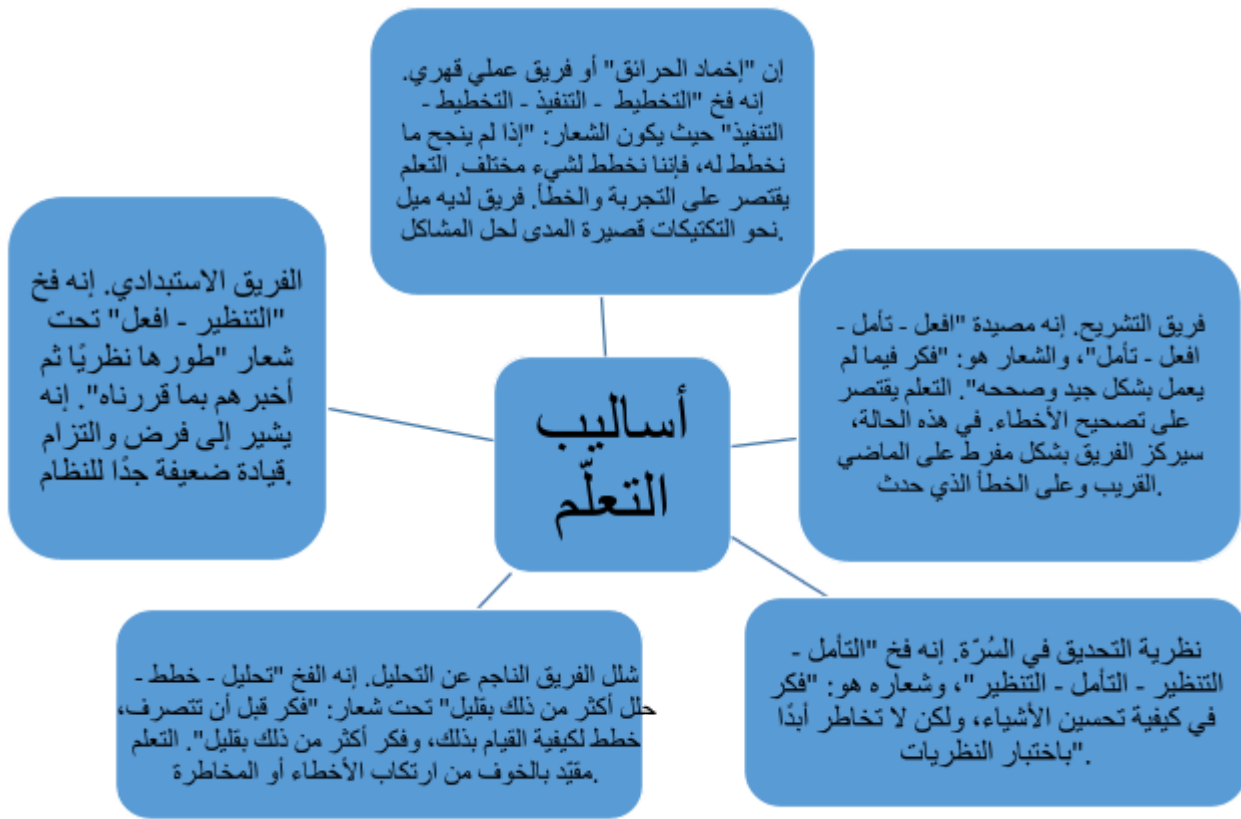 إن "إخماد الحرائق" أو فريق عملي قهري.
إنه فخ "التخطيط - التنفيذ - التخطيط -
التنفيذ" حيث يكون الشعار: "إذا لم ينجح ما
نخطط له، فإننا نخطط لشيء مختلف. التعلم
يقتصر على التجربة والخطأ. فريق لديه ميل
نحو التكتيكات قصيرة المدى لحل المشاكل.
فريق التشريح. إنه مصيدة "افعل - تأمل -
افعل - تأمل"، والشعار هو: "فكر فيما لم
يعمل بشكل جيد وصححه". التعلم يقتصر
على تصحيح الأخطاء. في هذه الحالة،
سيركز الفريق بشكل مفرط على الماضي
القريب وعلى الخطأ الذي حدث.
نظرية التحديق في السُرّة. إنه فخ "التأمل -
التنظير - التأمل - التنظير"، وشعاره هو: "فكر
في كيفية تحسين الأشياء، ولكن لا تخاطر أبدًا
باختبار النظريات".
شلل الفريق الناجم عن التحليل. إنه الفخ "تحليل - خطط -
حلل أكثر من ذلك بقليل" تحت شعار: "فكر قبل أن تتصرف،
خطط لكيفية القيام بذلك، وفكر أكثر من ذلك بقليل". التعلم
مقيّد بالخوف من ارتكاب الأخطاء أو المخاطرة.
الفريق الاستبدادي. إنه فخ
"التنظير - افعل" تحت
شعار "طورها نظريًا ثم
أخبرهم بما قررناه". إنه
يشير إلى فرض والتزام
قيادة ضعيفة جدًا للنظام.
أساليب
التعلّم